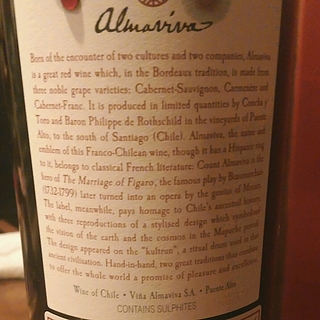 Almaviva
Born of the encounter of two cultures and two companies, Almaviva
is a great red wine which, in the Bordeaux tradition, is made from
three noble grape varieties: Cabernet-Sauvignon, Carmenère and
Cabernet-Franc. It is produced in limited quantities by Concha y
Toro and Baron Philippe de Rothschild in the vineyards of Puente
Alto, to the south of Santiago (Chile). Almaviva, the name and
emblem of this Franco-Chilean wine, though it has a Hispanic ring
to it, belongs to classical French literature: Count Almaviva is the
hero of The Marriage of Figaro, the famous play by Beaumarchais
(1732-1799) later turned into an opera by the genius of Mozart.
The label, meanwhile, pays homage to Chile's ancestral history,
with three reproductions of a stylised design which symbolises
the vision of the earth and the cosmos in the Mapuche period.
The design appeared on the "kultrun", a ritual drum used in that
ancient civilisation. Hand-in-hand, two great traditions thus combine
to offer the whole world a promise of pleasure and excellence.
Wine of Chile • Viña Almaviva S.A. • Puente Alto
CONTAINS SULPHITES